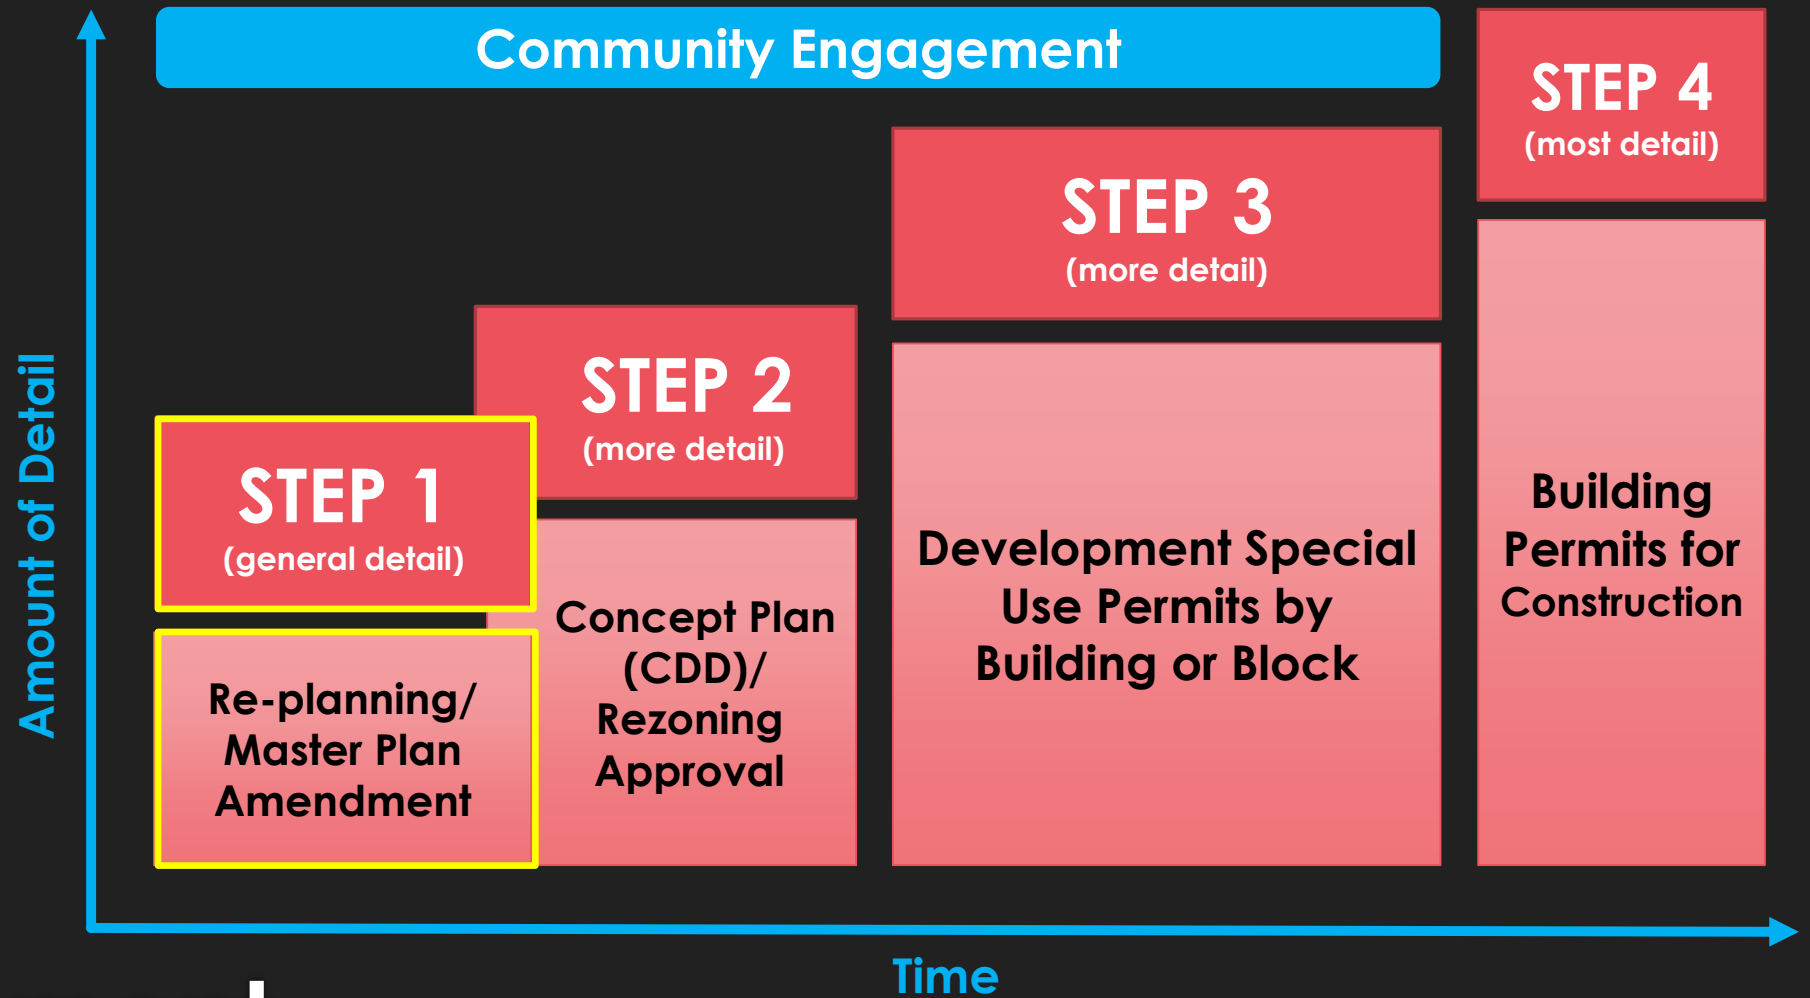 Community Engagement
STEP 4
(most detail)
STEP 3
(more detail)
STEP 2
(more detail)
STEP 1
(general detail)
Re-planning/
Master Plan
Amendment
Concept Plan
(CDD)/
Rezoning
Approval
Development Special
Use Permits by
Building or Block
Building
Permits for
Construction
Amount of Detail
Time